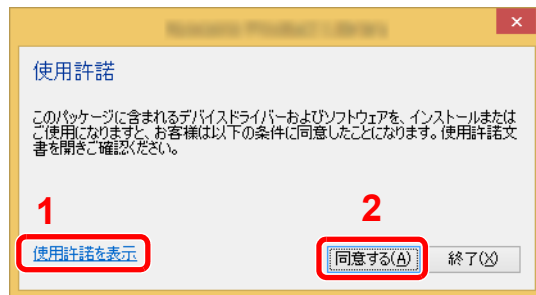 使用許諾
このパッケージに含まれるデバイスドライバーおよびソフトウェアを、インストールまたは
ご使用になりますと、お客様は以下の条件に同意したことになります。使用許諾文
書を開きご確認ください。
1
2
使用許諾を表示
同意する(A)
終了(X)